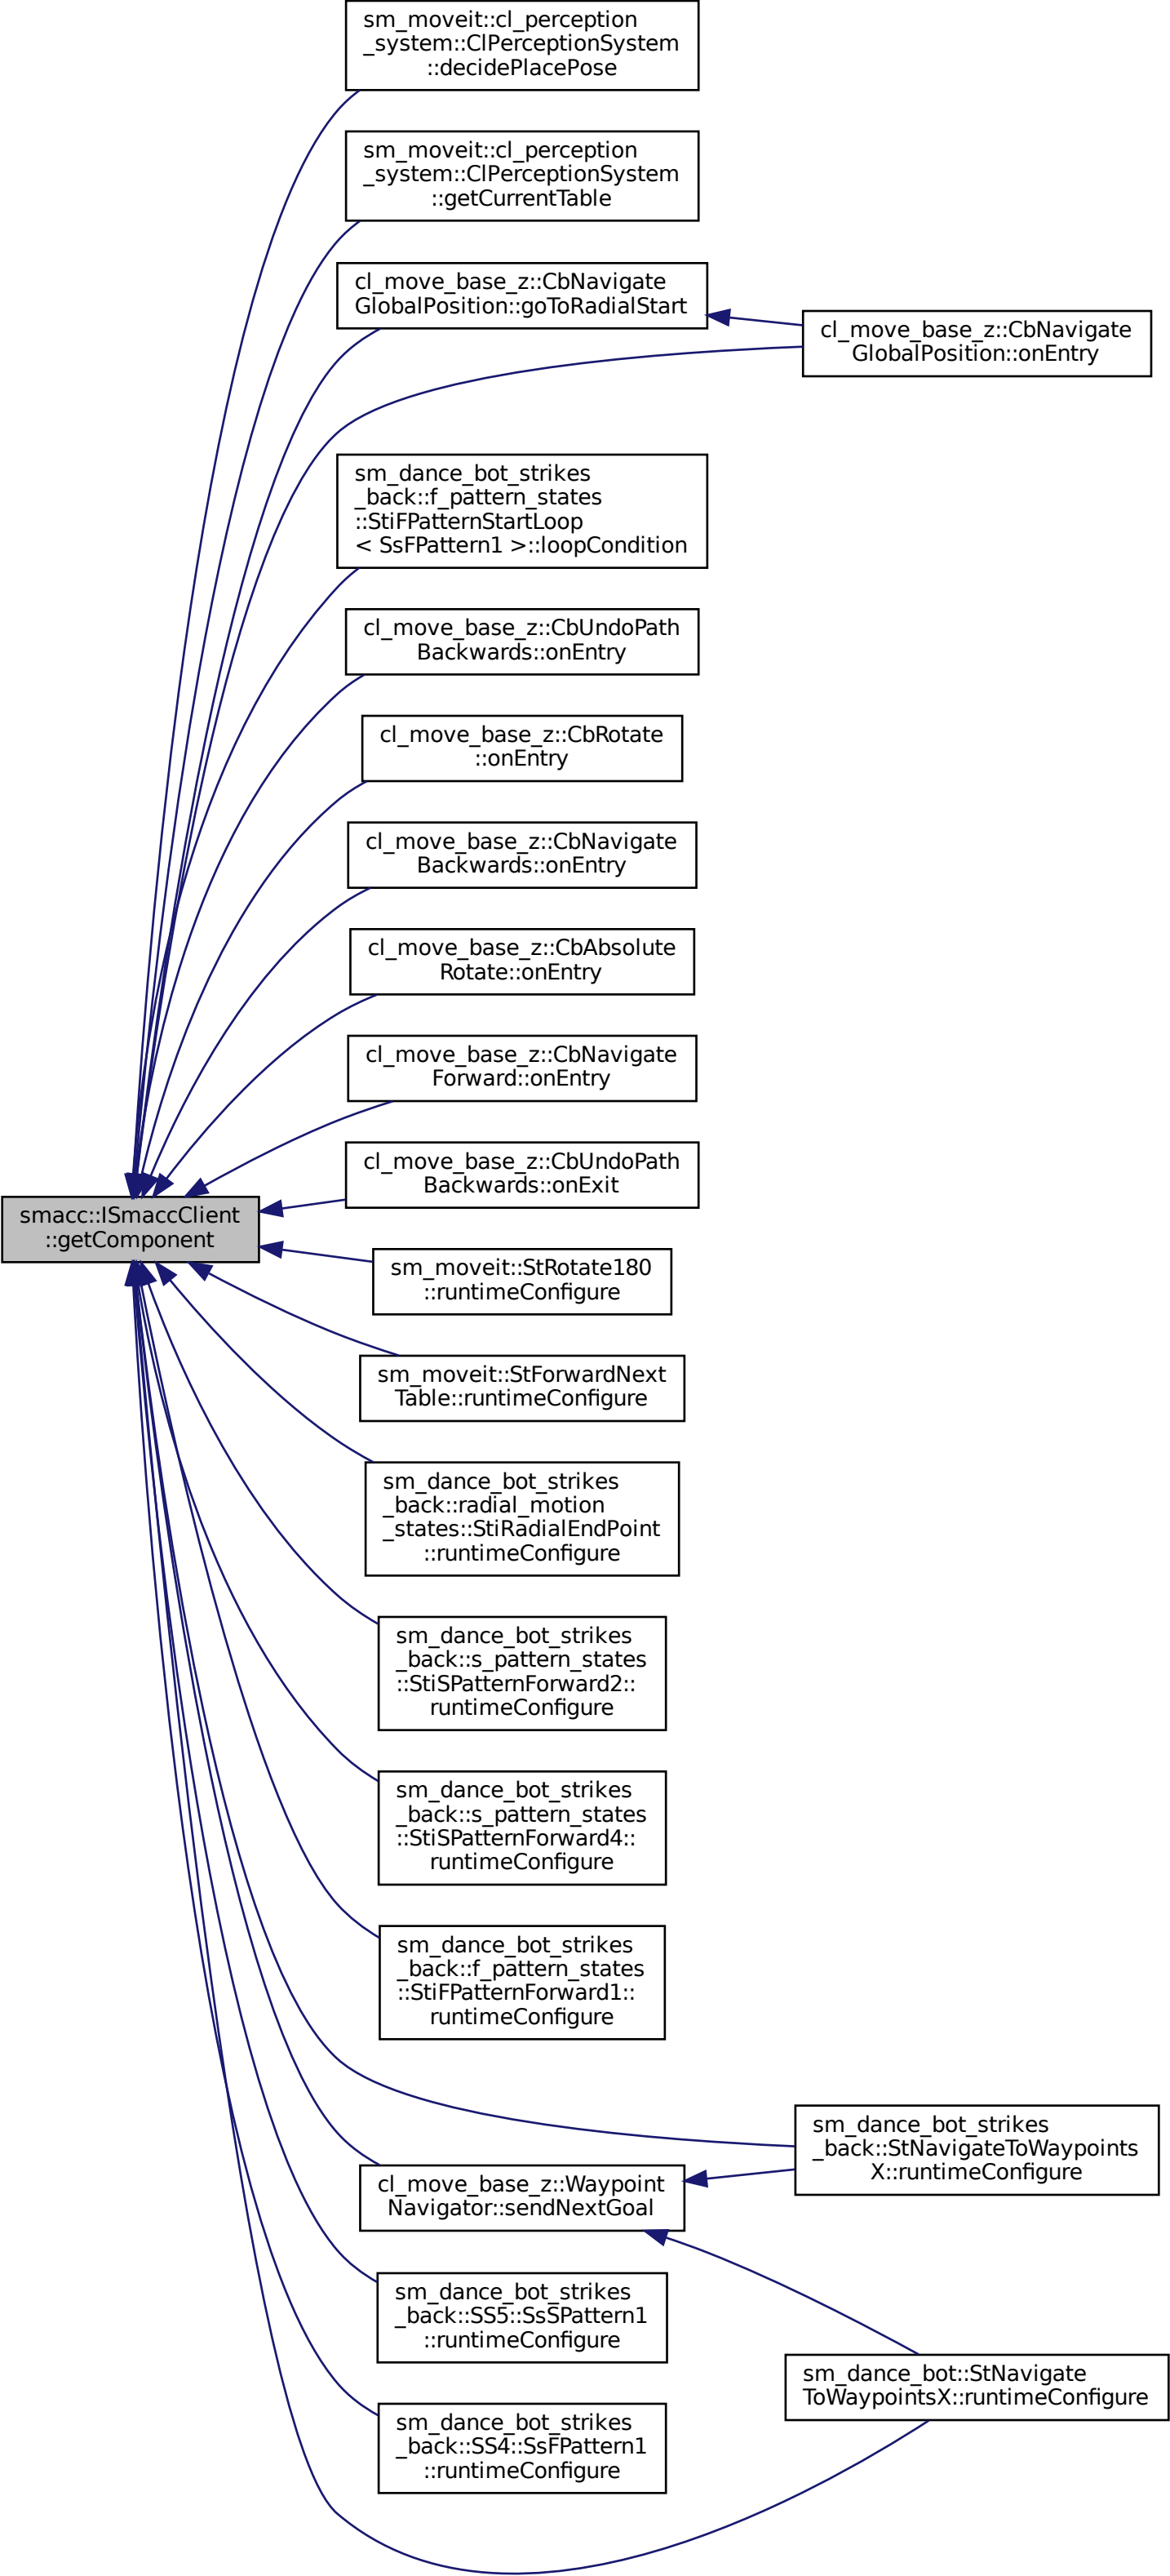 sm_moveit::cl_perception
_system::ClPerceptionSystem
::decidePlacePose
sm_moveit::cl_perception
_system::ClPerceptionSystem
::getCurrentTable
cl_move_base_z::CbNavigate
GlobalPosition::goToRadialStart
cl_move_base_z::CbNavigate
GlobalPosition::onEntry
sm_dance_bot_strikes
_back::f_pattern_states
::StiFPatternStartLoop
< SsFPattern1 >::loopCondition
cl_move_base_z::CbUndoPath
Backwards::onEntry
cl_move_base_z::CbRotate
::onEntry
cl_move_base_z::CbNavigate
Backwards::onEntry
cl_move_base_z::CbAbsolute
Rotate::onEntry
cl_move_base_z::CbNavigate
Forward::onEntry
cl_move_base_z::CbUndoPath
Backwards::onExit
smacc::ISmaccClient
::getComponent
sm_moveit::StRotate180
::runtimeConfigure
sm_moveit::StForwardNext
Table::runtimeConfigure
sm_dance_bot_strikes
_back::radial_motion
_states::StiRadialEndPoint
::runtimeConfigure
sm_dance_bot_strikes
_back::s_pattern_states
::StiSPatternForward2::
runtimeConfigure
sm_dance_bot_strikes
_back::s_pattern_states
::StiSPatternForward4::
runtimeConfigure
sm_dance_bot_strikes
_back::f_pattern_states
::StiFPatternForward1::
runtimeConfigure
sm_dance_bot_strikes
_back::StNavigateToWaypoints
X::runtimeConfigure
cl_move_base_z::Waypoint
Navigator::sendNextGoal
sm_dance_bot_strikes
_back::SS5::SsSPattern1
::runtimeConfigure
sm_dance_bot::StNavigate
ToWaypointsX::runtimeConfigure
sm_dance_bot_strikes
_back::SS4::SsFPattern1
::runtimeConfigure